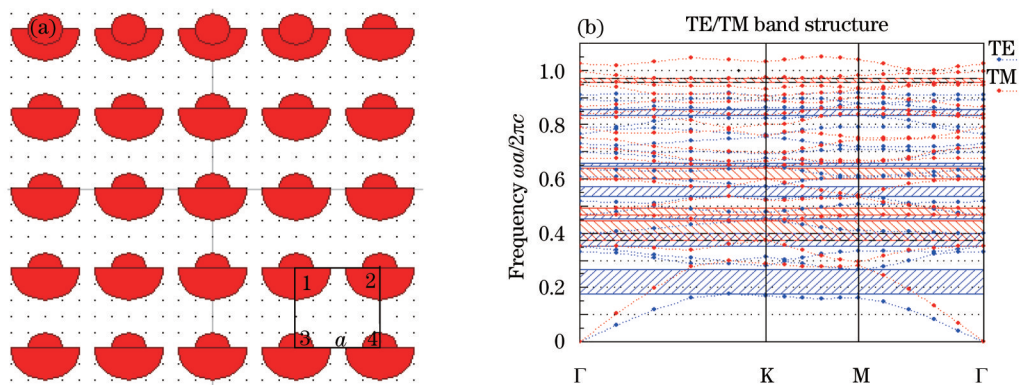 (a)
1
2
3
a
4
(b)
TE/TM band structure
TE
TM
Frequency ωa/2πc
1.0
0.8
0.6
0.4
0.2
0
Γ
K
M
Γ